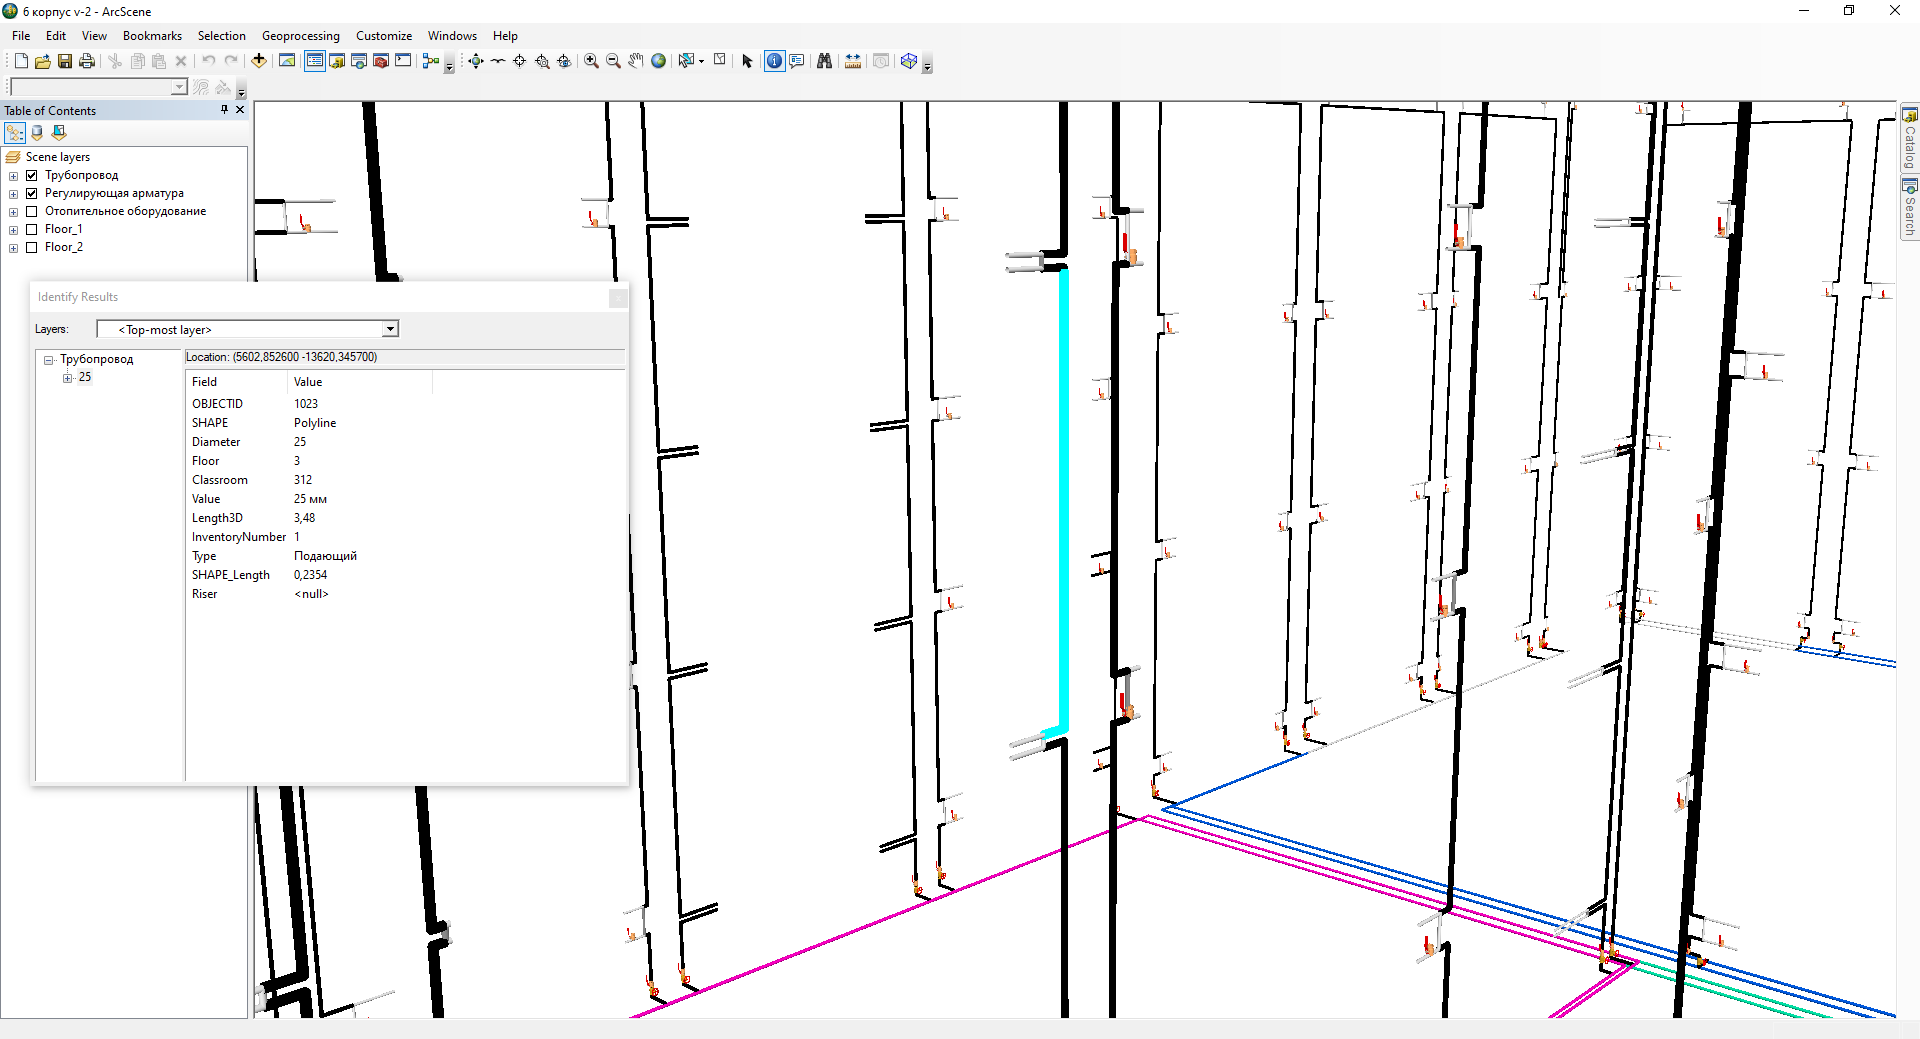 6 корпус v-2 - ArcScene
File Edit View Bookmarks Selection Geoprocessing Customize Windows Help
Table of Contents
Scene layers
Трубопровод
Регулирующая арматура
Отопительное оборудование
Floor_1
Floor_2
Identify Results
Layers: <Top-most layer>
Трубопровод
25
Location: (5602,852600 -13620,345700)
Field Value
OBJECTID 1023
SHAPE Polyline
Diameter 25
Floor 3
Classroom 312
Value 25 мм
Length3D 3,48
InventoryNumber 1
Type Подающий
SHAPE_Length 0,2354
Riser <null>
Catalog
Search